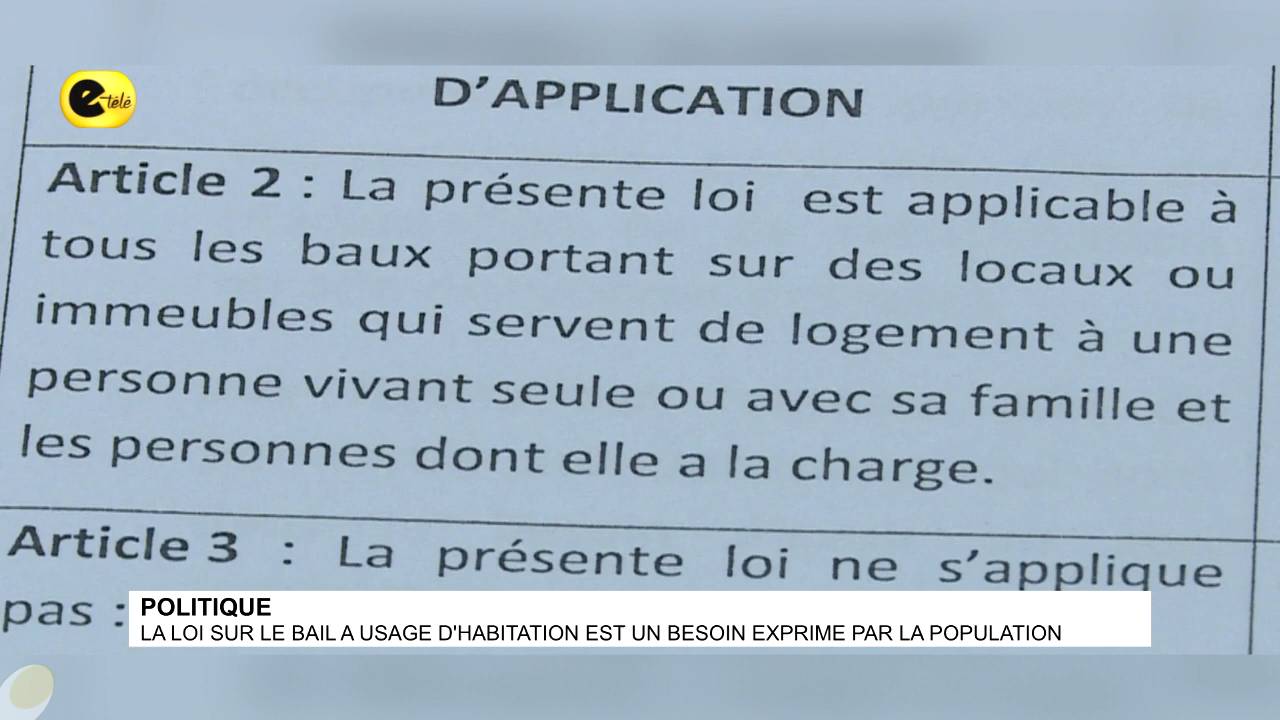 e-télé
D'APPLICATION
Article 2 : La présente loi est applicable à
tous les baux portant sur des locaux ou
immeubles qui servent de logement à une
personne vivant seule ou avec sa famille et
les personnes dont elle a la charge.
Article 3 : La présente loi ne s'applique
pas :
POLITIQUE
LA LOI SUR LE BAIL A USAGE D'HABITATION EST UN BESOIN EXPRIME PAR LA POPULATION